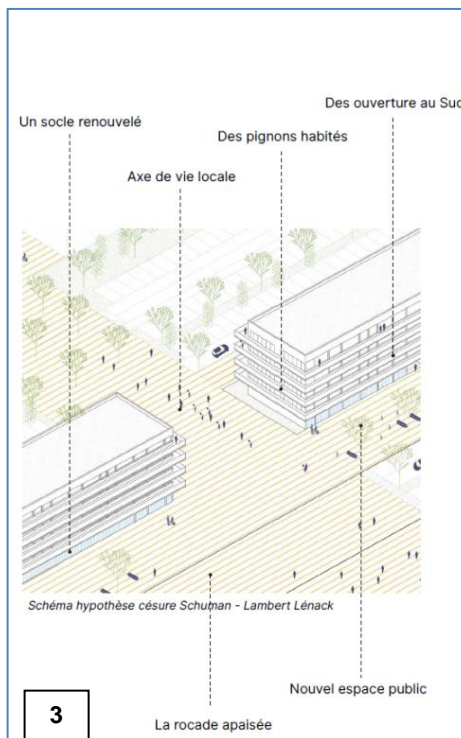 Des ouverture au Sud
Un socle renouvelé
Des pignons habités
Axe de vie locale
Schéma hypothèse césure Schuman - Lambert Lénack
Nouvel espace public
3
La rocade apaisée